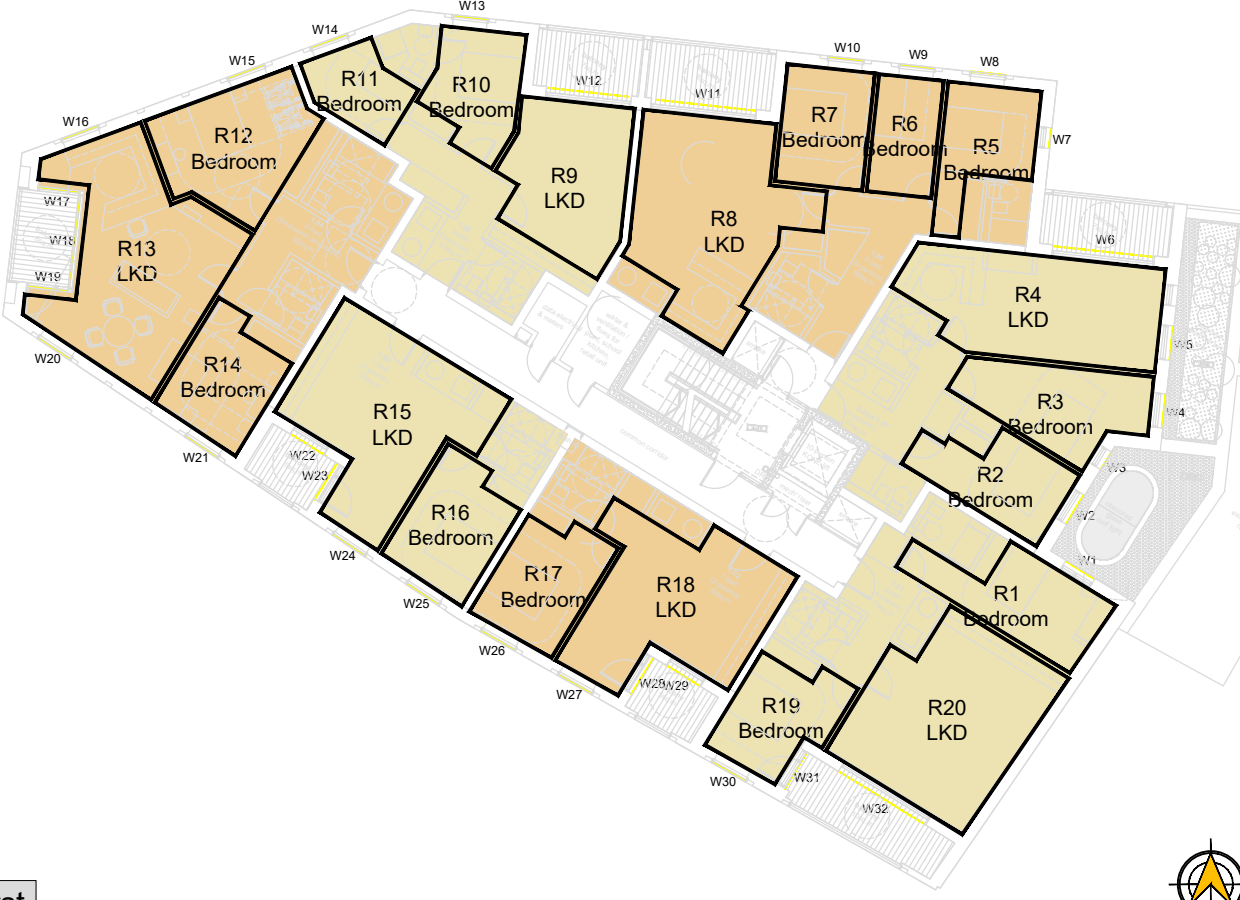 W13
W14
W15
W10
W9
W8
W12
W11
W7
R11
Bedroom
R10
Bedroom
R7
Bedroom
R6
Bedroom
R5
Bedroom
W16
R12
Bedroom
R9
LKD
R8
LKD
W17
W18
W19
W20
R13
LKD
W6
R4
LKD
W5
W4
R14
Bedroom
R15
LKD
R3
Bedroom
W21
W22
W23
W3
R2
Bedroom
W2
W1
R16
Bedroom
W24
W25
R17
Bedroom
R18
LKD
R1
Bedroom
W26
W27
W28
W29
R19
Bedroom
R20
LKD
W30
W31
W32